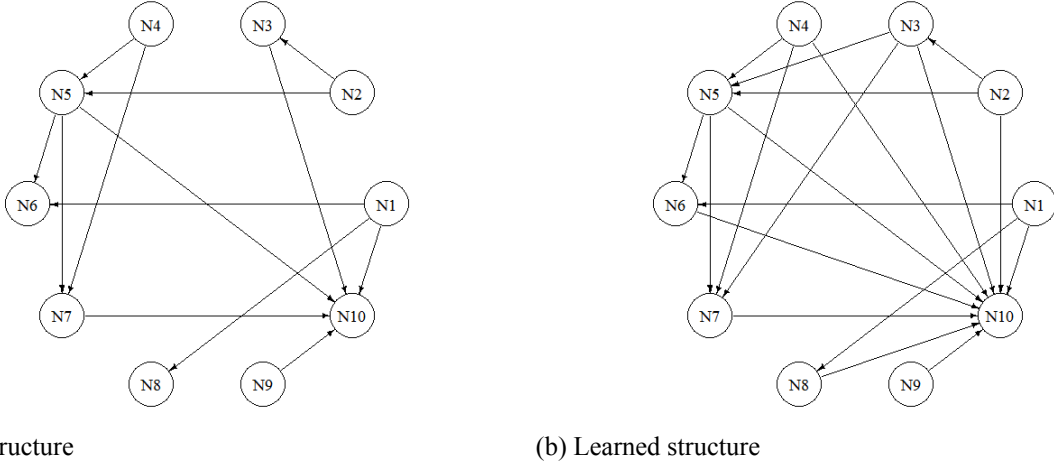 N4 N3 N4 N3
N5 N2 N5 N2
N6 N1 N6 N1
N7 N10 N7 N10
N8 N9 N8 N9
ructure (b) Learned structure